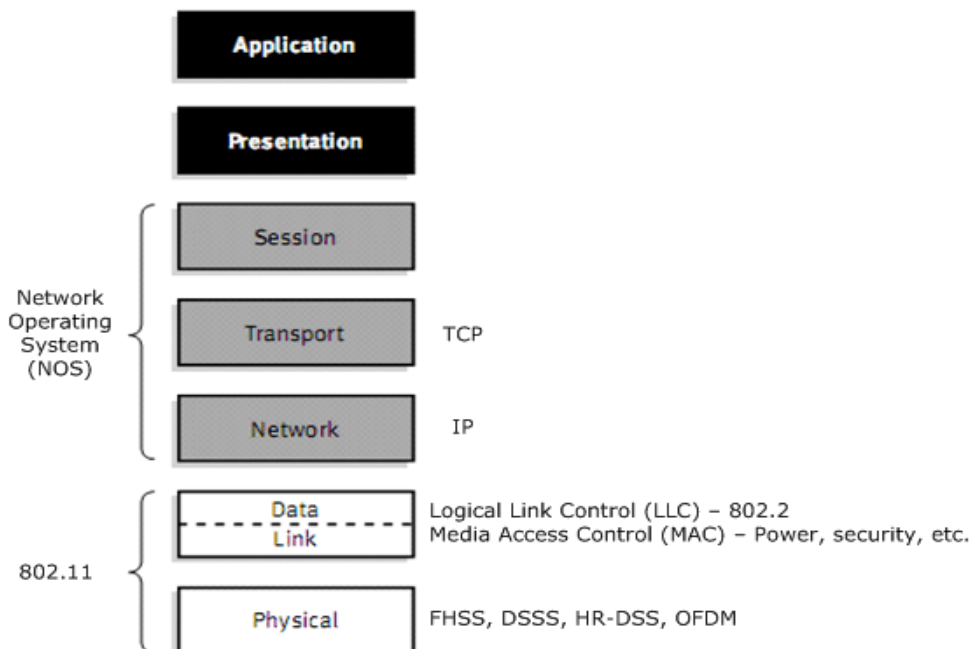 Application
Presentation
Session
Network
Operating
System
(NOS)
Transport
TCP
Network
IP
802.11
Data
Link
Logical Link Control (LLC) – 802.2
Media Access Control (MAC) – Power, security, etc.
Physical
FHSS, DSSS, HR-DSS, OFDM